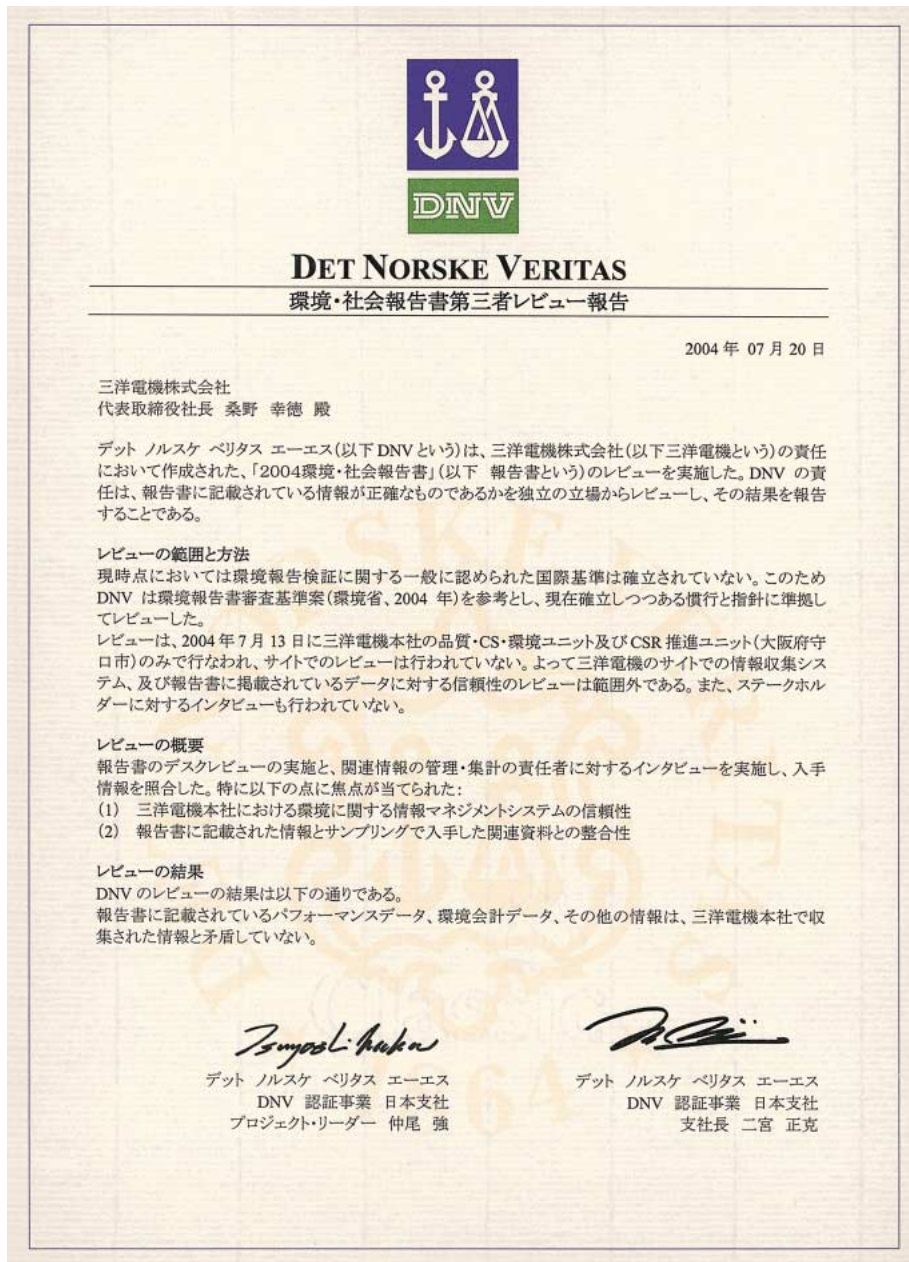 DNV
DET NORSKE VERITAS
環境・社会報告書第三者レビュー報告
2004 年 07 月 20 日
三洋電機株式会社
代表取締役社長 桑野 幸徳 殿
デット ノルスケ ベリタス エーエス(以下 DNV という)は、三洋電機株式会社(以下三洋電機という)の責任
において作成された、「2004環境・社会報告書」(以下 報告書という)のレビューを実施した。DNV の責
任は、報告書に記載されている情報が正確なものであるかを独立の立場からレビューし、その結果を報告
することである。
レビューの範囲と方法
現時点においては環境報告検証に関する一般に認められた国際基準は確立されていない。このため
DNV は環境報告書審査基準案(環境省、2004 年)を参考とし、現在確立しつつある慣行と指針に準拠し
てレビューした。
レビューは、2004 年 7 月 13 日に三洋電機本社の品質・CS・環境ユニット及び CSR 推進ユニット(大阪府守
口市)のみで行なわれ、サイトでのレビューは行われていない。よって三洋電機のサイトでの情報収集シス
テム、及び報告書に掲載されているデータに対する信頼性のレビューは範囲外である。また、ステークホル
ダーに対するインタビューも行われていない。
レビューの概要
報告書のデスクレビューの実施と、関連情報の管理・集計の責任者に対するインタビューを実施し、入手
情報を照合した。特に以下の点に焦点が当てられた:
(1) 三洋電機本社における環境に関する情報マネジメントシステムの信頼性
(2) 報告書に記載された情報とサンプリングで入手した関連資料との整合性
レビューの結果
DNV のレビューの結果は以下の通りである。
報告書に記載されているパフォーマンスデータ、環境会計データ、その他の情報は、三洋電機本社で収
集された情報と矛盾していない。
デット ノルスケ ベリタス エーエス
DNV 認証事業 日本支社
プロジェクト・リーダー 仲尾 強
デット ノルスケ ベリタス エーエス
DNV 認証事業 日本支社
支社長 二宮 正克